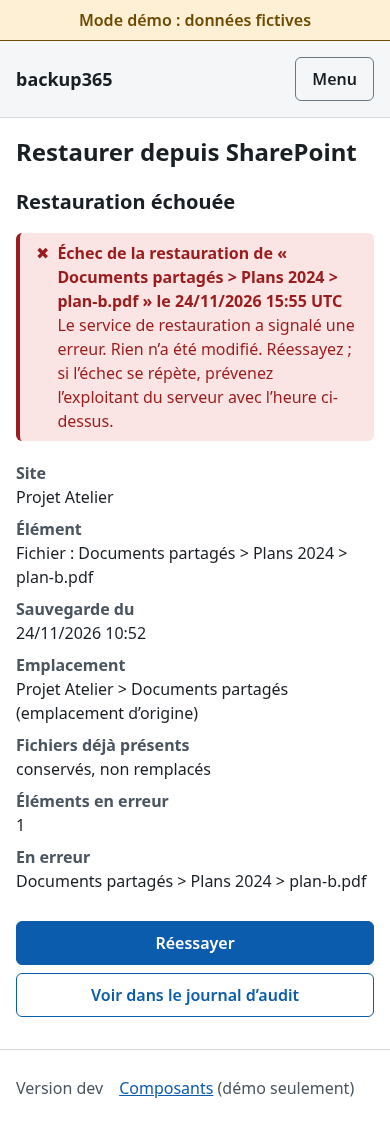 Mode démo : données fictives
backup365
Menu
Restaurer depuis SharePoint
Restauration échouée
✖ Échec de la restauration de «
Documents partagés > Plans 2024 >
plan-b.pdf » le 24/11/2026 15:55 UTC
Le service de restauration a signalé une
erreur. Rien n’a été modifié. Réessayez ;
si l’échec se répète, prévenez
l’exploitant du serveur avec l’heure ci-
dessus.
Site
Projet Atelier
Élément
Fichier : Documents partagés > Plans 2024 >
plan-b.pdf
Sauvegarde du
24/11/2026 10:52
Emplacement
Projet Atelier > Documents partagés
(emplacement d’origine)
Fichiers déjà présents
conservés, non remplacés
Éléments en erreur
1
En erreur
Documents partagés > Plans 2024 > plan-b.pdf
Réessayer
Voir dans le journal d’audit
Version dev Composants (démo seulement)